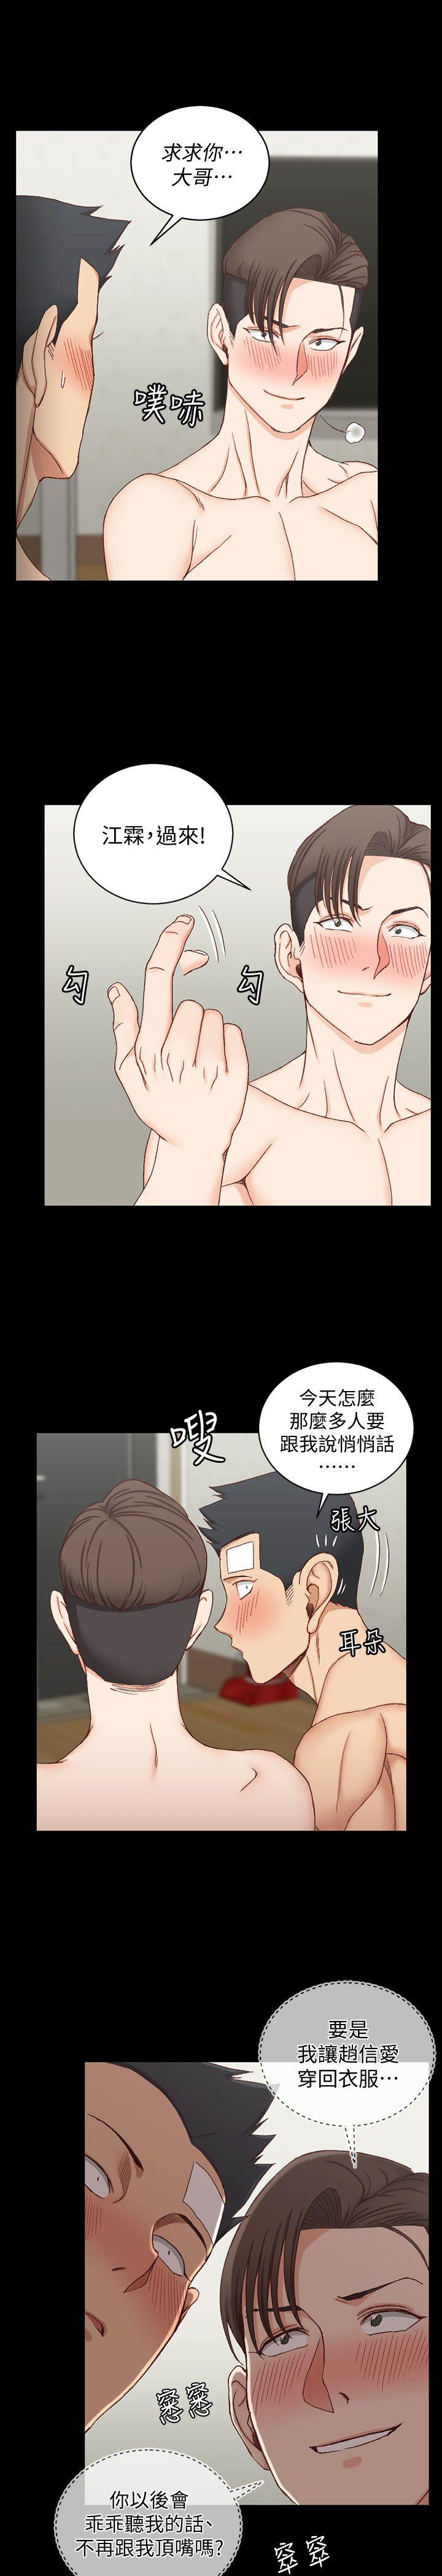 求求你…
大哥…
噗哧
江霖,過來!
勾
勾
今天怎麼
那麼多人要
跟我說悄悄話
……
嗖
張大
耳朵
要是
我讓趙信愛
穿回衣服…
窸窸
你以後會
乖乖聽我的話、
不再跟我頂嘴嗎?
窣窣